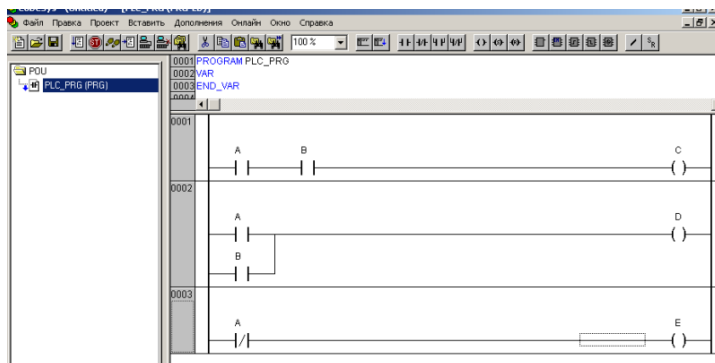 Файл Правка Проект Вставить Дополнения Онлайн Окно Справка
100 %
POU
PLC_PRG (PRG)
0001 PROGRAM PLC_PRG
0002 VAR
0003 END_VAR
0004
0001
A B C
0002
A D
B
0003
A E